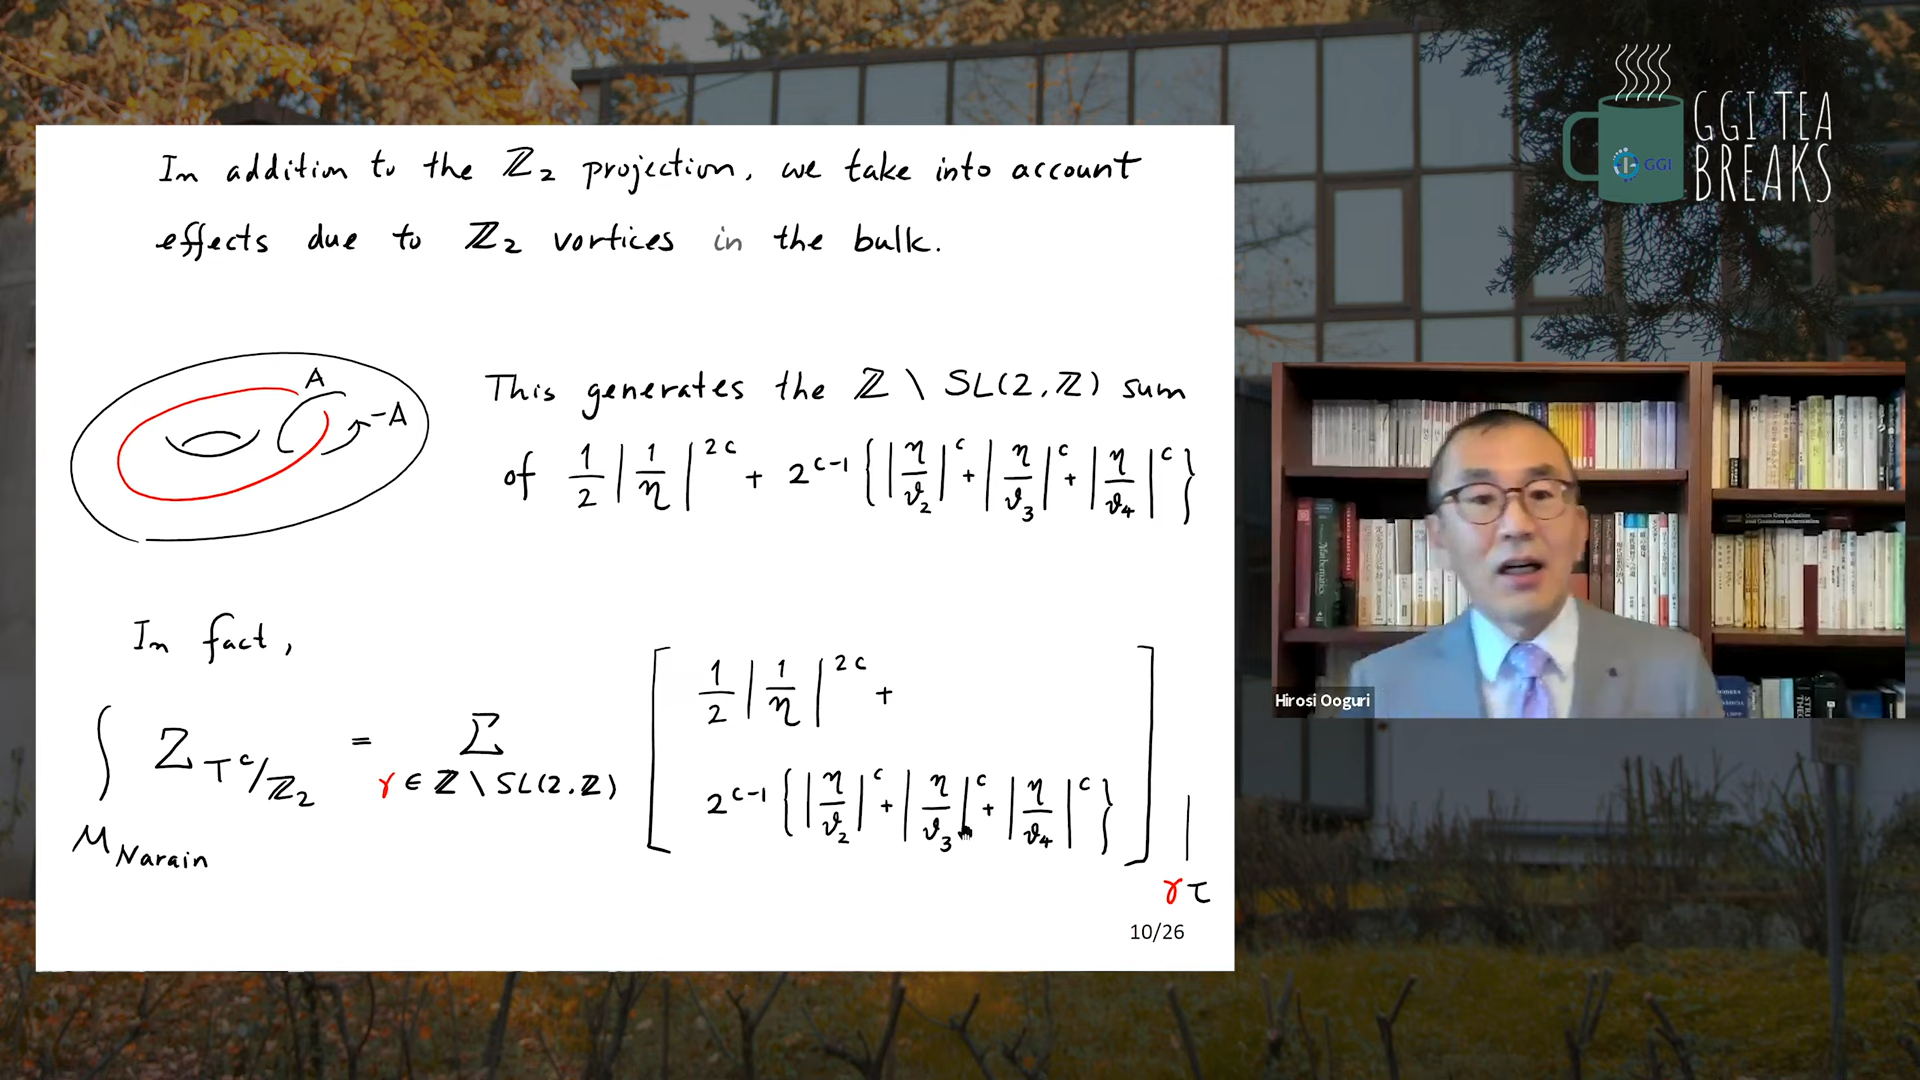 In addition to the ℤ₂ projection, we take into account
effects due to ℤ₂ vortices in the bulk.
A
-A
This generates the ℤ \ SL(2, ℤ) sum
of 1/2 |1/η|^{2c} + 2^{c-1} { |η/ϑ₂|^c + |η/ϑ₃|^c + |η/ϑ₄|^c }
In fact,
∫_{M_Narain} Z_{T^c/ℤ₂} = Σ_{γ ∈ ℤ \ SL(2, ℤ)} [ 1/2 |1/η|^{2c} +
2^{c-1} { |η/ϑ₂|^c + |η/ϑ₃|^c + |η/ϑ₄|^c } ] |_{γτ}
10/26
GGI
GGI TEA
BREAKS
Hirosi Ooguri